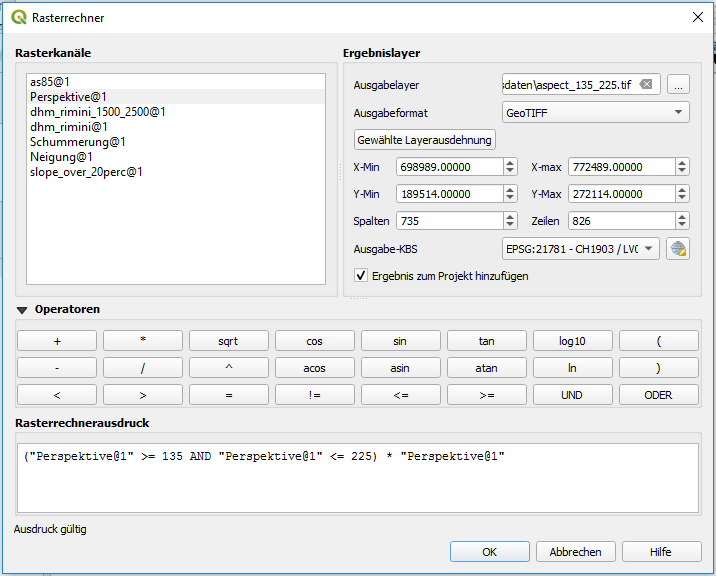 Rasterrechner
Rasterkanäle
as85@1
Perspektive@1
dhm_rimini_1500_2500@1
dhm_rimini@1
Schummerung@1
Neigung@1
slope_over_20perc@1
Ergebnislayer
Ausgabelayer sdaten\aspect_135_225.tif ...
Ausgabeformat GeoTIFF
Gewählte Layerausdehnung
X-Min 698989.00000 X-max 772489.00000
Y-Min 189514.00000 Y-Max 272114.00000
Spalten 735 Zeilen 826
Ausgabe-KBS EPSG:21781 - CH1903 / LV0
Ergebnis zum Projekt hinzufügen
Operatoren
+ * sqrt cos sin tan log10 (
- / ^ acos asin atan ln )
< > = != <= >= UND ODER
Rasterrechnerausdruck
("Perspektive@1" >= 135 AND "Perspektive@1" <= 225) * "Perspektive@1"
Ausdruck gültig
OK Abbrechen Hilfe